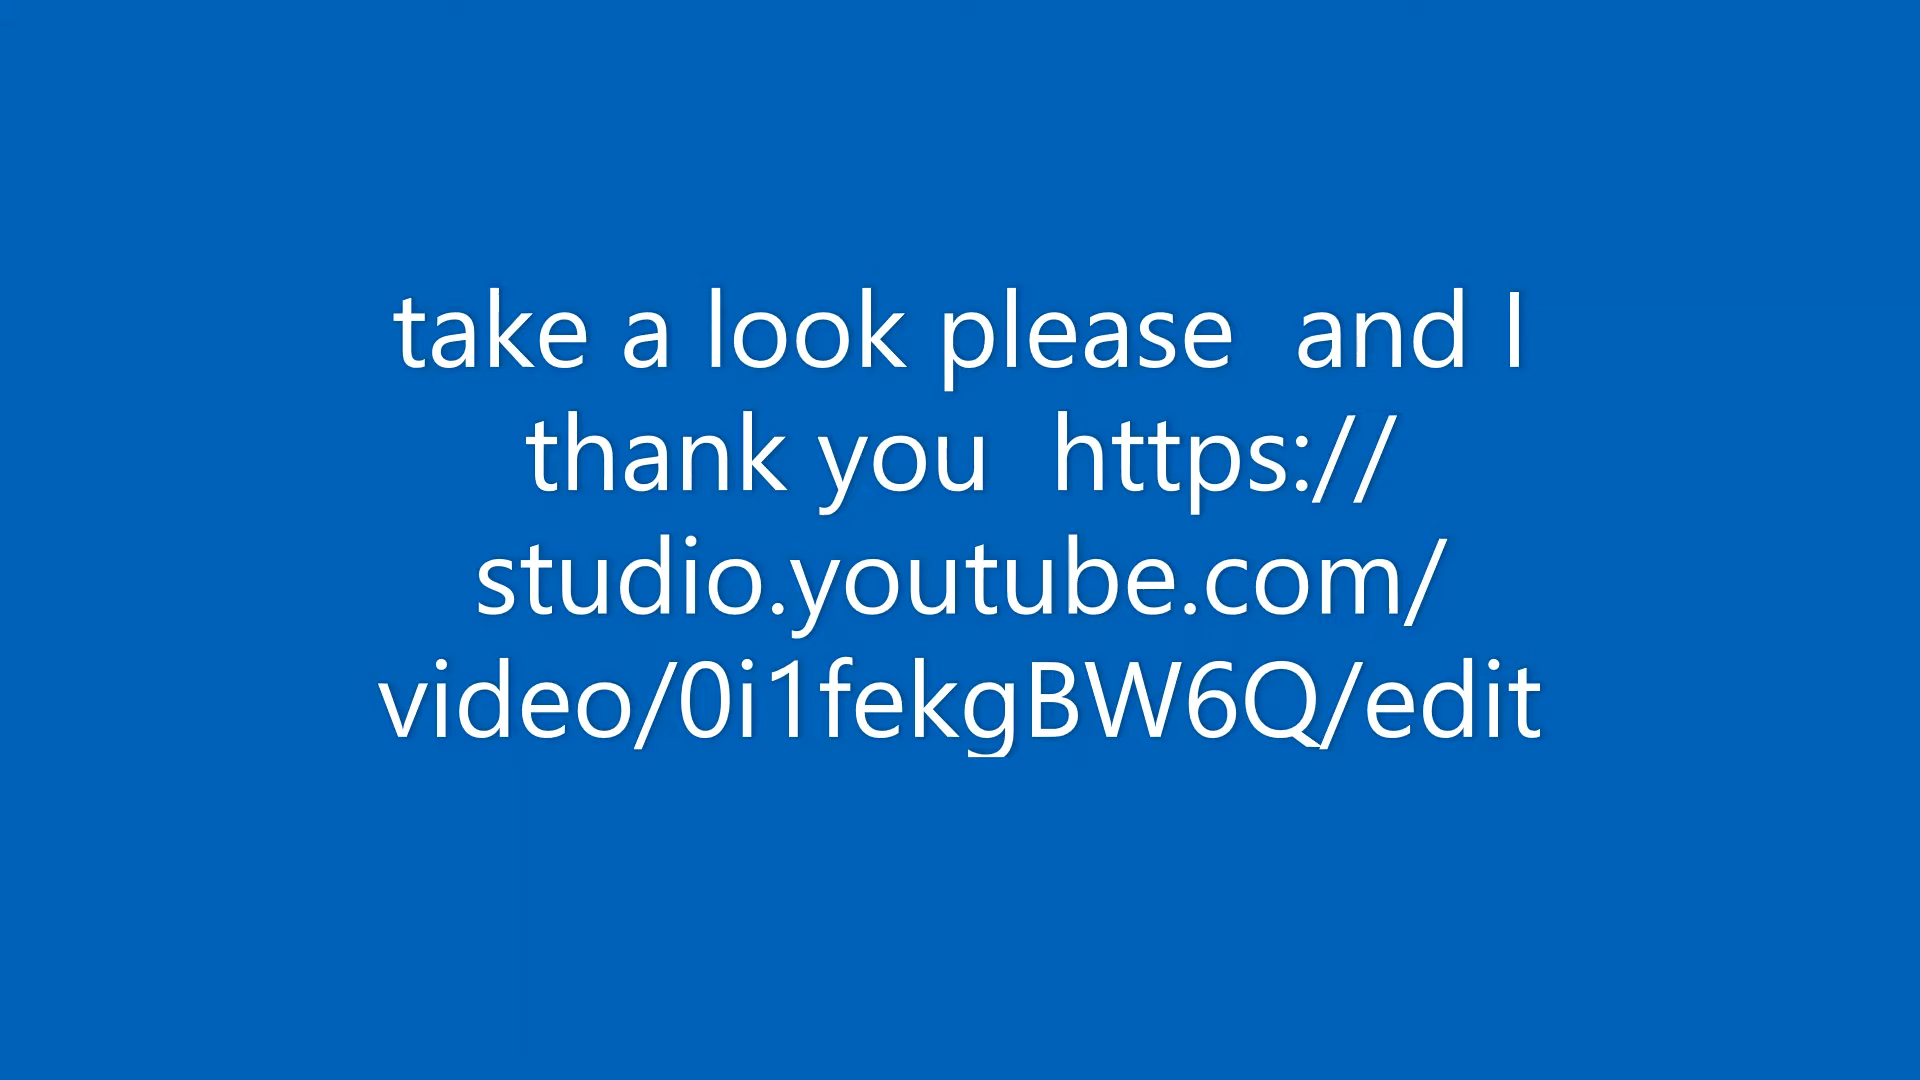 take a look please  and I
thank you  https://
studio.youtube.com/
video/0i1fekgBW6Q/edit